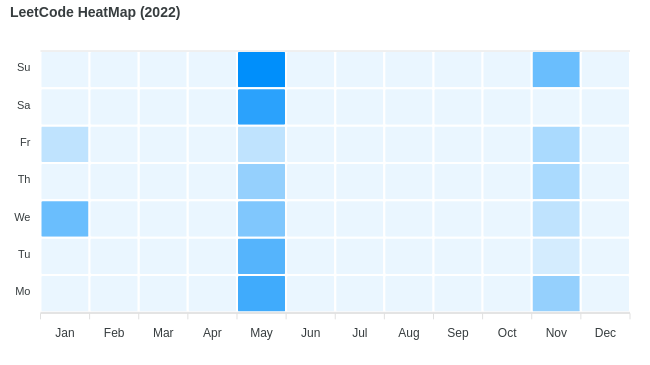 LeetCode HeatMap (2022)
Su
Sa
Fr
Th
We
Tu
Mo
Jan Feb Mar Apr May Jun Jul Aug Sep Oct Nov Dec